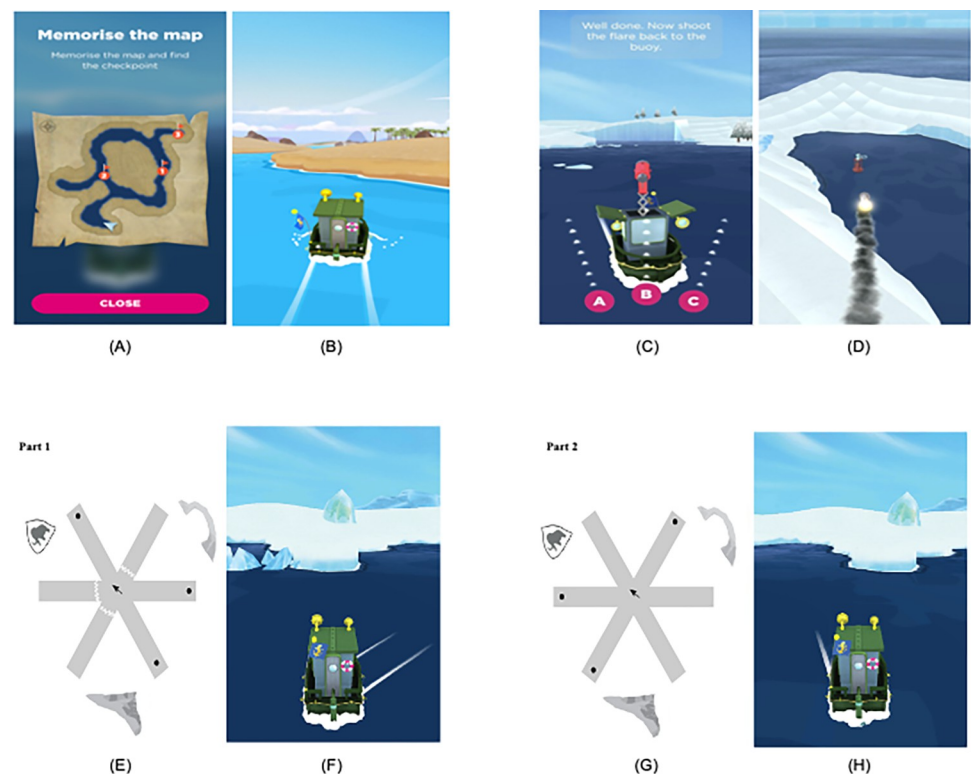 Memorise the map
Memorise the map and find
the checkpoint
CLOSE
(A)
(B)
Well done. Now shoot
the flare back to the
buoy.
A
B
C
(C)
(D)
Part 1
(E)
(F)
Part 2
(G)
(H)